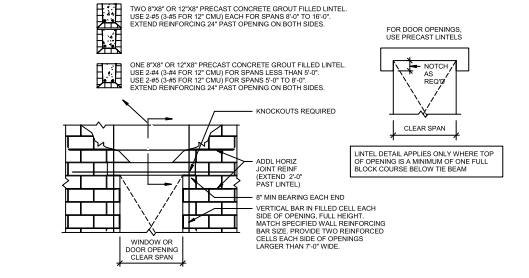 TWO 8"X8" OR 12"X8" PRECAST CONCRETE GROUT FILLED LINTEL.
USE 2-#5 (3-#5 FOR 12" CMU) EACH FOR SPANS 8'-0" TO 16'-0".
EXTEND REINFORCING 24" PAST OPENING ON BOTH SIDES.
ONE 8"X8" OR 12"X8" PRECAST CONCRETE GROUT FILLED LINTEL.
USE 2-#4 (3-#4 FOR 12" CMU) FOR SPANS LESS THAN 5'-0".
USE 2-#5 (3-#5 FOR 12" CMU) FOR SPANS 5'-0" TO 8'-0".
EXTEND REINFORCING 24" PAST OPENING ON BOTH SIDES.
FOR DOOR OPENINGS,
USE PRECAST LINTELS
NOTCH
AS
REQ'D
CLEAR SPAN
LINTEL DETAIL APPLIES ONLY WHERE TOP
OF OPENING IS A MINIMUM OF ONE FULL
BLOCK COURSE BELOW TIE BEAM
KNOCKOUTS REQUIRED
ADDL HORIZ
JOINT REINF
(EXTEND 2'-0"
PAST LINTEL)
8" MIN BEARING EACH END
VERTICAL BAR IN FILLED CELL EACH
SIDE OF OPENING, FULL HEIGHT.
MATCH SPECIFIED WALL REINFORCING
BAR SIZE. PROVIDE TWO REINFORCED
CELLS EACH SIDE OF OPENINGS
LARGER THAN 7'-0" WIDE.
WINDOW OR
DOOR OPENING
CLEAR SPAN